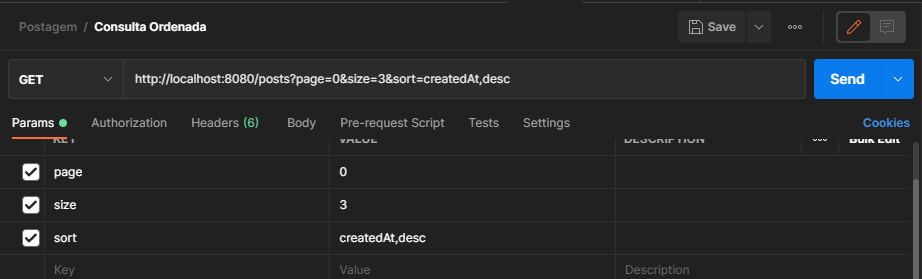 Postagem / Consulta Ordenada Save
GET http://localhost:8080/posts?page=0&size=3&sort=createdAt,desc Send
Params Authorization Headers (6) Body Pre-request Script Tests Settings Cookies
KEY VALUE DESCRIPTION Bulk Edit
page 0
size 3
sort createdAt,desc
Key Value Description